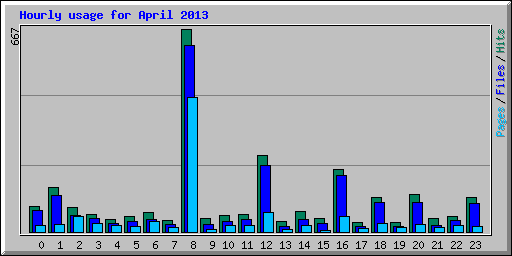 Hourly usage for April 2013
667
Pages / Files / Hits
0 1 2 3 4 5 6 7 8 9 10 11 12 13 14 15 16 17 18 19 20 21 22 23